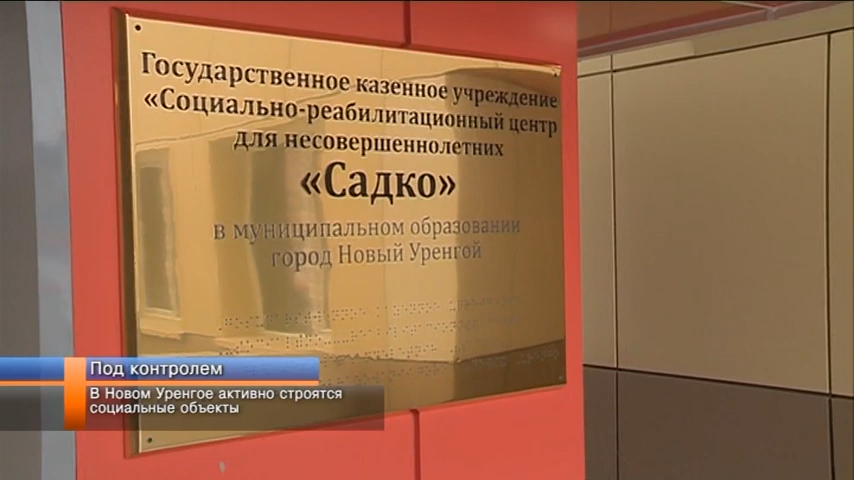 Государственное казенное учреждение
«Социально-реабилитационный центр
для несовершеннолетних
«Садко»
в муниципальном образовании
город Новый Уренгой
Под контролем
В Новом Уренгое активно строятся
социальные объекты